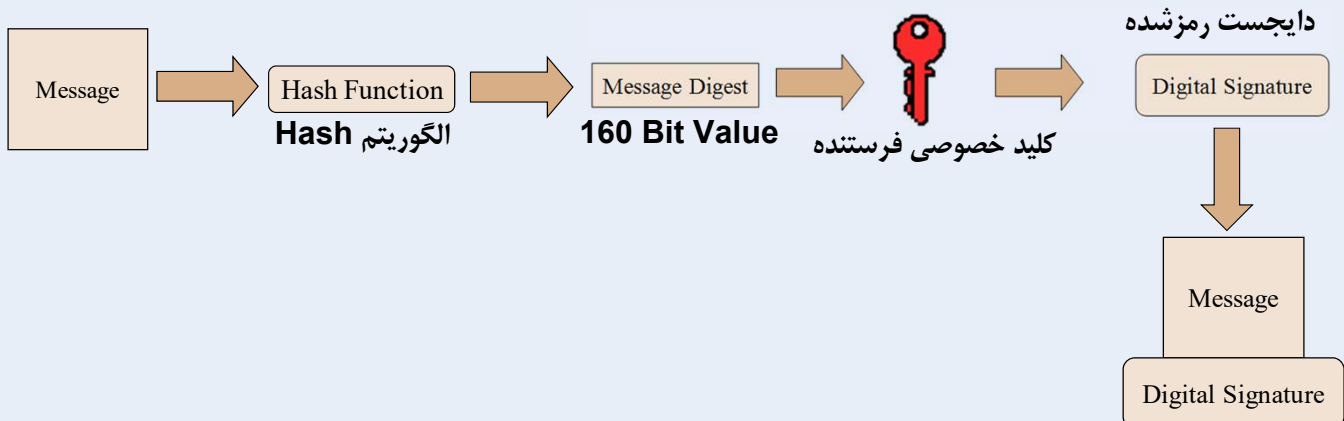 دایجست رمزشده
Message
Hash Function
Message Digest
Digital Signature
الگوریتم Hash
160 Bit Value
کلید خصوصی فرستنده
Message
Digital Signature